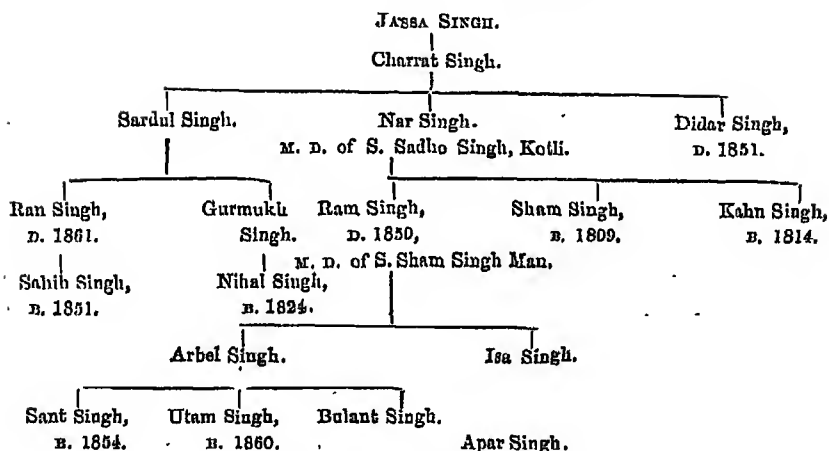 JASSA SINGH.
Charrat Singh.
Sardul Singh. Nar Singh. Didar Singh,
M. D. of S. Sadho Singh, Kotli. D. 1851.
Ran Singh, Gurmukh Ram Singh, Sham Singh, Kahn Singh,
D. 1861. Singh. D. 1850, B. 1809. B. 1814.
M. D. of S. Sham Singh Man.
Sahib Singh, Nihal Singh,
B. 1851. B. 1824.
Arbel Singh. Isa Singh.
Sant Singh, Utam Singh, Bulant Singh.
B. 1854. B. 1860. Apar Singh.